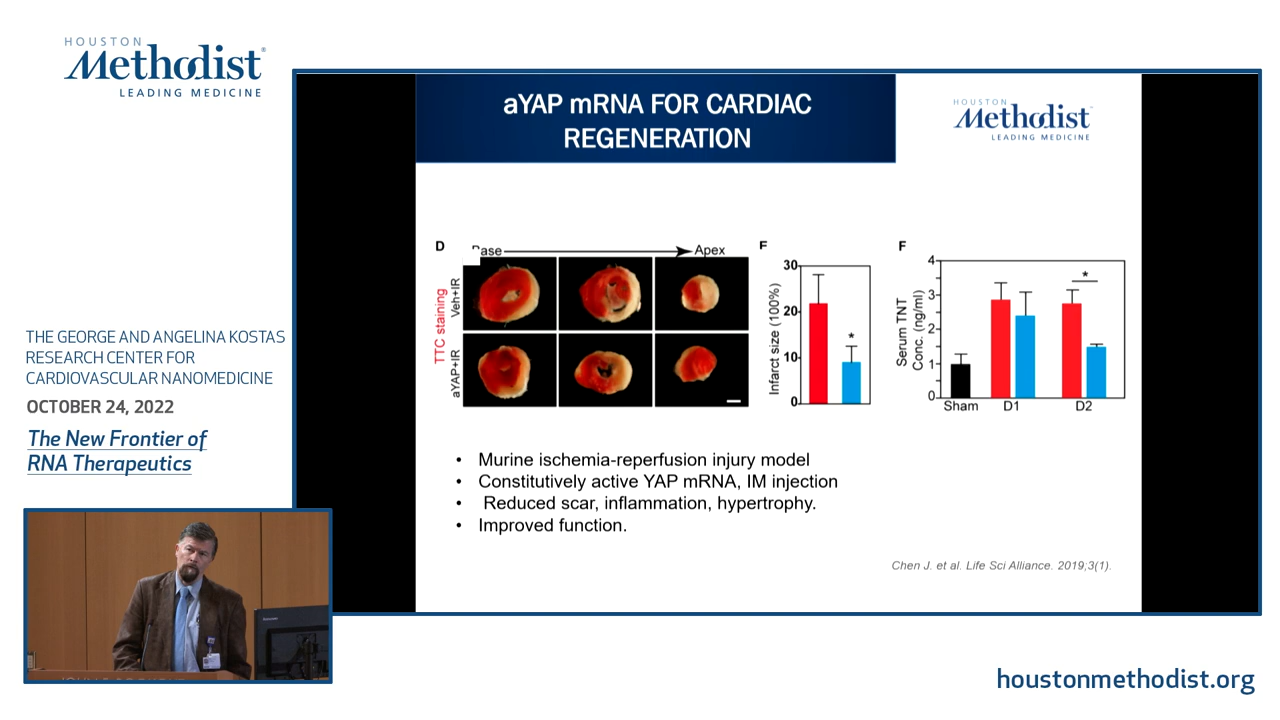 HOUSTON
Methodist®
LEADING MEDICINE
THE GEORGE AND ANGELINA KOSTAS
RESEARCH CENTER FOR
CARDIOVASCULAR NANOMEDICINE
OCTOBER 24, 2022
The New Frontier of
RNA Therapeutics
aYAP mRNA FOR CARDIAC
REGENERATION
HOUSTON
Methodist
LEADING MEDICINE
D
Base
Apex
TTC staining
Veh+IR
aYAP+IR
30
20
10
0
Infarct size (100%)
*
F
4
3
2
1
0
Serum TNT
Conc. (ng/ml)
*
Sham
D1
D2
• Murine ischemia-reperfusion injury model
• Constitutively active YAP mRNA, IM injection
• Reduced scar, inflammation, hypertrophy.
• Improved function.
Chen J. et al. Life Sci Alliance. 2019;3(1).
houstonmethodist.org